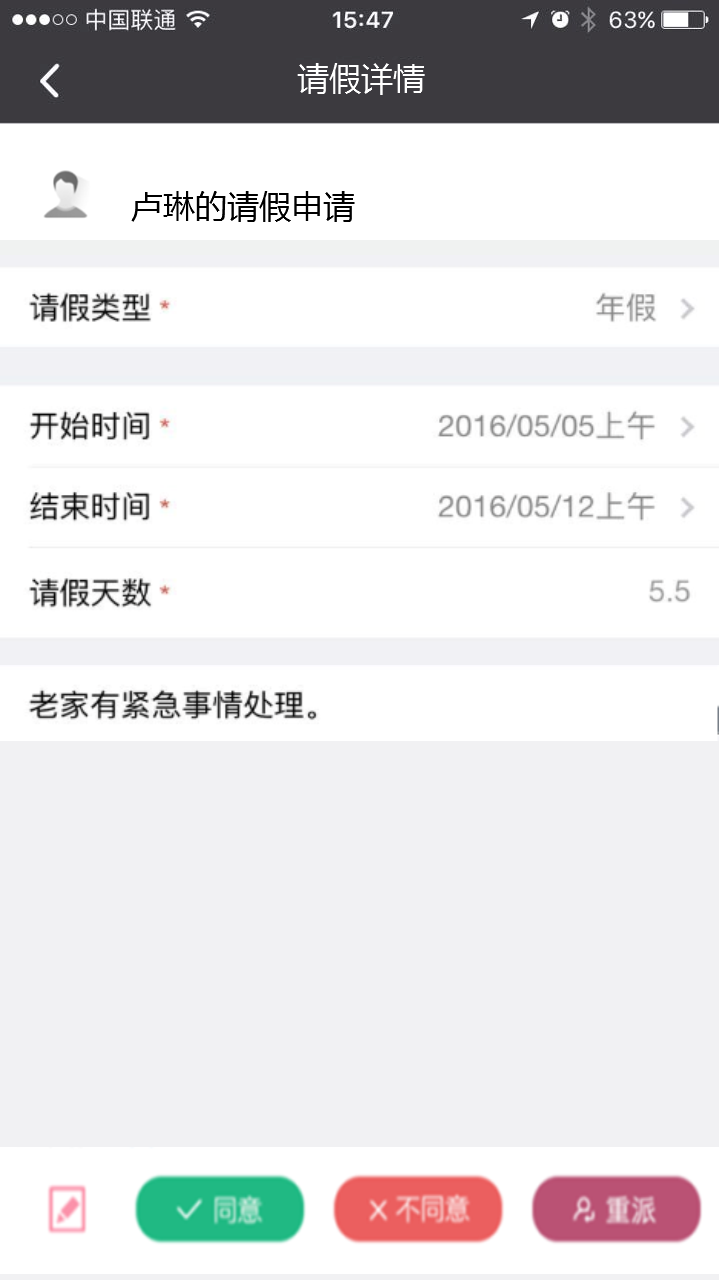 中国联通 15:47 63%
请假详情
卢琳的请假申请
请假类型 * 年假
开始时间 * 2016/05/05上午
结束时间 * 2016/05/12上午
请假天数 * 5.5
老家有紧急事情处理。
同意 不同意 重派